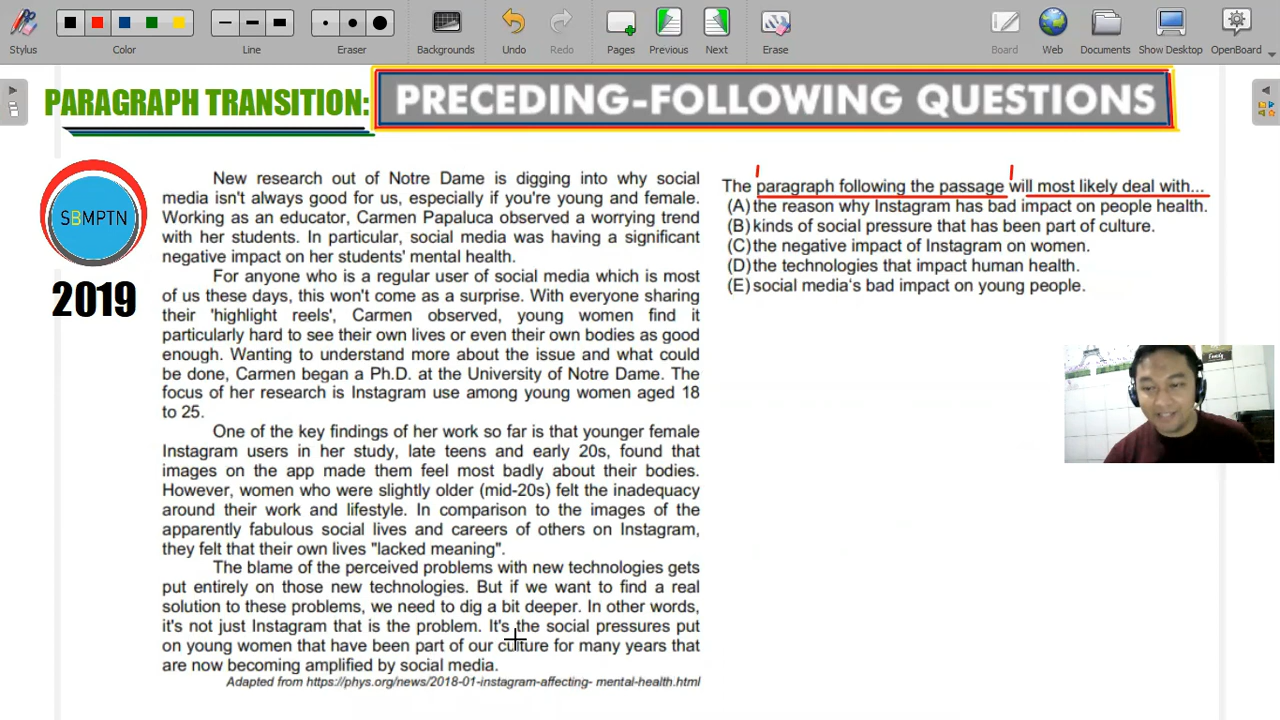 Stylus
Color
Line
Eraser
Backgrounds
Undo
Redo
Pages
Previous
Next
Erase
Board
Web
Documents
Show Desktop
OpenBoard
PARAGRAPH TRANSITION:
PRECEDING-FOLLOWING QUESTIONS
SBMPTN
2019
New research out of Notre Dame is digging into why social
media isn't always good for us, especially if you're young and female.
Working as an educator, Carmen Papaluca observed a worrying trend
with her students. In particular, social media was having a significant
negative impact on her students' mental health.
For anyone who is a regular user of social media which is most
of us these days, this won't come as a surprise. With everyone sharing
their 'highlight reels', Carmen observed, young women find it
particularly hard to see their own lives or even their own bodies as good
enough. Wanting to understand more about the issue and what could
be done, Carmen began a Ph.D. at the University of Notre Dame. The
focus of her research is Instagram use among young women aged 18
to 25.
One of the key findings of her work so far is that younger female
Instagram users in her study, late teens and early 20s, found that
images on the app made them feel most badly about their bodies.
However, women who were slightly older (mid-20s) felt the inadequacy
around their work and lifestyle. In comparison to the images of the
apparently fabulous social lives and careers of others on Instagram,
they felt that their own lives "lacked meaning".
The blame of the perceived problems with new technologies gets
put entirely on those new technologies. But if we want to find a real
solution to these problems, we need to dig a bit deeper. In other words,
it's not just Instagram that is the problem. It's the social pressures put
on young women that have been part of our culture for many years that
are now becoming amplified by social media.
Adapted from https://phys.org/news/2018-01-instagram-affecting- mental-health.html
The paragraph following the passage will most likely deal with...
(A) the reason why Instagram has bad impact on people health.
(B) kinds of social pressure that has been part of culture.
(C) the negative impact of Instagram on women.
(D) the technologies that impact human health.
(E) social media's bad impact on young people.